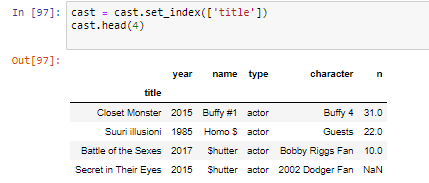 In [97]: cast = cast.set_index(['title'])
cast.head(4)
Out[97]:
year name type character n
title
Closet Monster 2015 Buffy #1 actor Buffy 4 31.0
Suuri illusioni 1985 Homo $ actor Guests 22.0
Battle of the Sexes 2017 $hutter actor Bobby Riggs Fan 10.0
Secret in Their Eyes 2015 $hutter actor 2002 Dodger Fan NaN